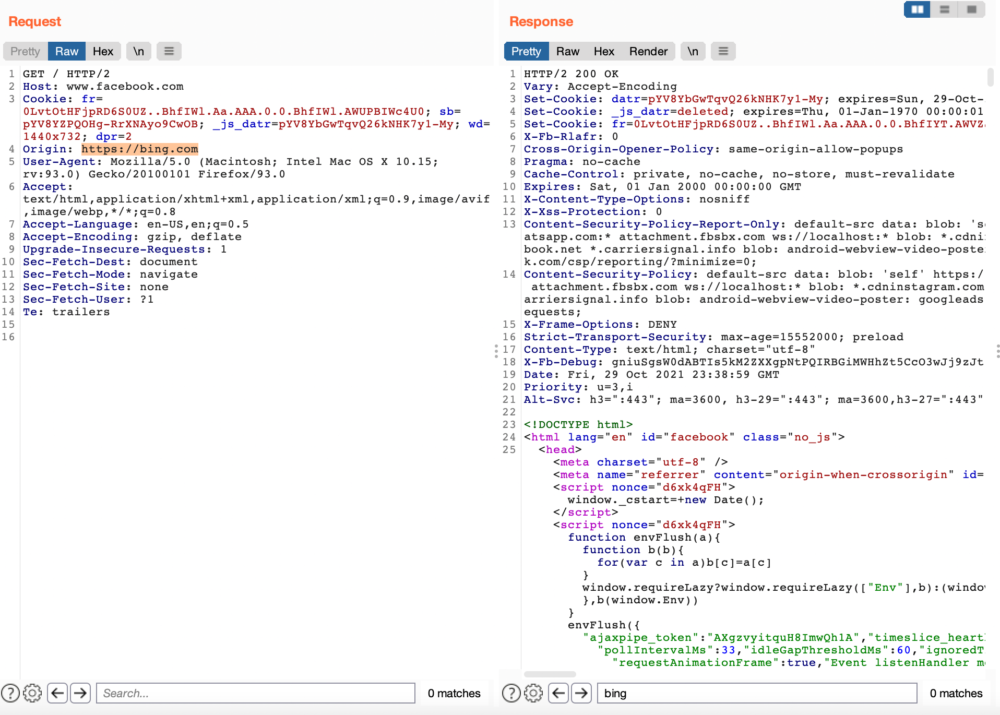 Request
Pretty Raw Hex \n
1 GET / HTTP/2
2 Host: www.facebook.com
3 Cookie: fr=
0LvtOtHFjpRD6S0UZ..BhfIWl.Aa.AAA.0.0.BhfIWl.AWUPBIWc4U0; sb=
pYV8YZPQOHg-RrXNAyo9CwOB; _js_datr=pYV8YbGwTqvQ26kNHK7y1-My; wd=
1440x732; dpr=2
4 Origin: https://bing.com
5 User-Agent: Mozilla/5.0 (Macintosh; Intel Mac OS X 10.15;
rv:93.0) Gecko/20100101 Firefox/93.0
6 Accept:
text/html,application/xhtml+xml,application/xml;q=0.9,image/avif
,image/webp,*/*;q=0.8
7 Accept-Language: en-US,en;q=0.5
8 Accept-Encoding: gzip, deflate
9 Upgrade-Insecure-Requests: 1
10 Sec-Fetch-Dest: document
11 Sec-Fetch-Mode: navigate
12 Sec-Fetch-Site: none
13 Sec-Fetch-User: ?1
14 Te: trailers
15
16
Search...
0 matches
Response
Pretty Raw Hex Render \n
1 HTTP/2 200 OK
2 Vary: Accept-Encoding
3 Set-Cookie: datr=pYV8YbGwTqvQ26kNHK7y1-My; expires=Sun, 29-Oct-
4 Set-Cookie: _js_datr=deleted; expires=Thu, 01-Jan-1970 00:00:01
5 Set-Cookie: fr=0LvtOtHFjpRD6S0UZ..BhfIWl.Aa.AAA.0.0.BhfIYT.AWVZ
6 X-Fb-Rlafr: 0
7 Cross-Origin-Opener-Policy: same-origin-allow-popups
8 Pragma: no-cache
9 Cache-Control: private, no-cache, no-store, must-revalidate
10 Expires: Sat, 01 Jan 2000 00:00:00 GMT
11 X-Content-Type-Options: nosniff
12 X-Xss-Protection: 0
13 Content-Security-Policy-Report-Only: default-src data: blob: 's
atsapp.com:* attachment.fbsbx.com ws://localhost:* blob: *.cdni
book.net *.carriersignal.info blob: android-webview-video-poste
k.com/csp/reporting/?minimize=0;
14 Content-Security-Policy: default-src data: blob: 'self' https:/
attachment.fbsbx.com ws://localhost:* blob: *.cdninstagram.com
arriersignal.info blob: android-webview-video-poster: googleads
equests;
15 X-Frame-Options: DENY
16 Strict-Transport-Security: max-age=15552000; preload
17 Content-Type: text/html; charset="utf-8"
18 X-Fb-Debug: gniuSgsW0dABTIs5kM2ZXXgpNtPQIRBGiMWHhZt5CcO3wJj9zJt
19 Date: Fri, 29 Oct 2021 23:38:59 GMT
20 Priority: u=3,i
21 Alt-Svc: h3=":443"; ma=3600, h3-29=":443"; ma=3600,h3-27=":443"
22
23 <!DOCTYPE html>
24 <html lang="en" id="facebook" class="no_js">
25 <head>
<meta charset="utf-8" />
<meta name="referrer" content="origin-when-crossorigin" id=
<script nonce="d6xk4qFH">
window._cstart=+new Date();
</script>
<script nonce="d6xk4qFH">
function envFlush(a){
function b(b){
for(var c in a)b[c]=a[c]
}
window.requireLazy?window.requireLazy(["Env"],b):(windo
},b(window.Env))
}
envFlush({
"ajaxpipe_token":"AXgzvyitquH8ImwQh1A","timeslice_heart
"pollIntervalMs":33,"idleGapThresholdMs":60,"ignoredT
"requestAnimationFrame":true,"Event listenHandler m
bing
0 matches